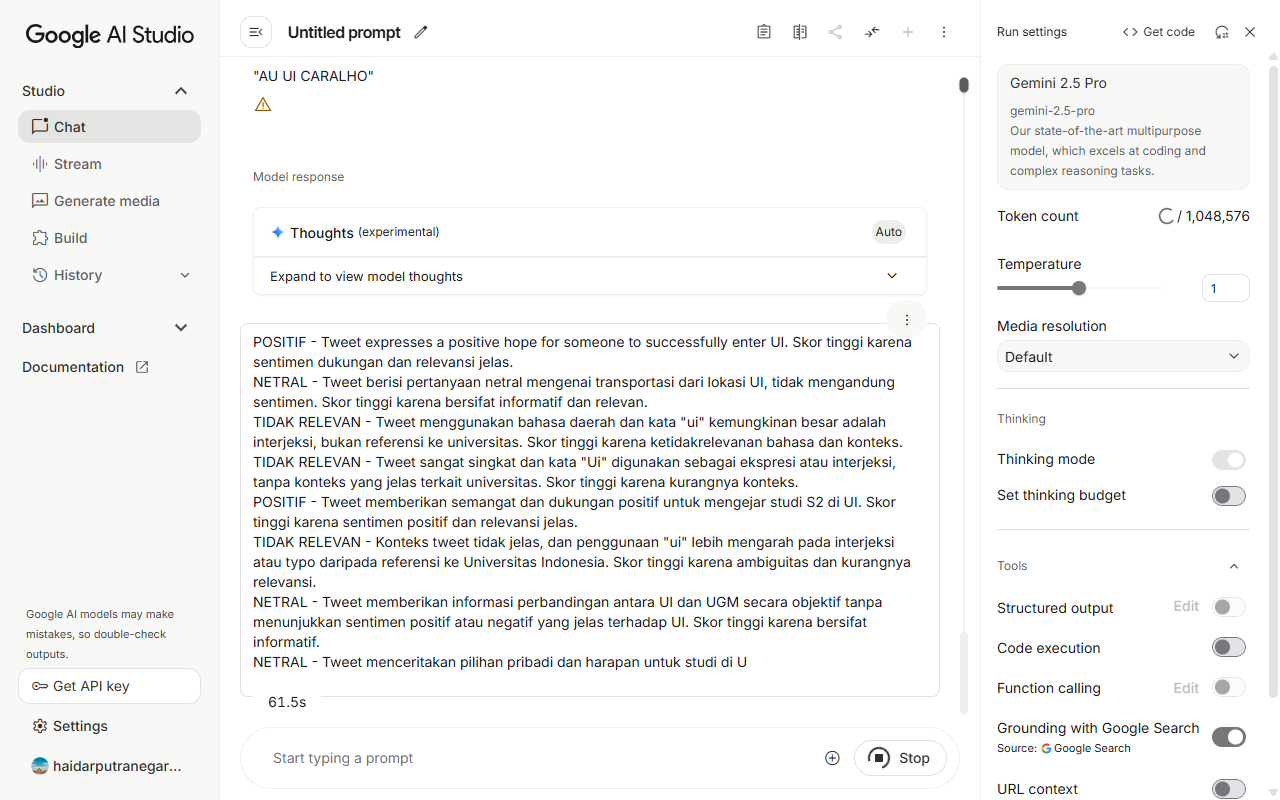 Google AI Studio
Studio
Chat
Stream
Generate media
Build
History
Dashboard
Documentation
Google AI models may make
mistakes, so double-check
outputs.
Get API key
Settings
haidarputranegar...
Untitled prompt
"AU UI CARALHO"
Model response
Thoughts (experimental)
Auto
Expand to view model thoughts
POSITIF - Tweet expresses a positive hope for someone to successfully enter UI. Skor tinggi karena
sentimen dukungan dan relevansi jelas.
NETRAL - Tweet berisi pertanyaan netral mengenai transportasi dari lokasi UI, tidak mengandung
sentimen. Skor tinggi karena bersifat informatif dan relevan.
TIDAK RELEVAN - Tweet menggunakan bahasa daerah dan kata "ui" kemungkinan besar adalah
interjeksi, bukan referensi ke universitas. Skor tinggi karena ketidakrelevanan bahasa dan konteks.
TIDAK RELEVAN - Tweet sangat singkat dan kata "Ui" digunakan sebagai ekspresi atau interjeksi,
tanpa konteks yang jelas terkait universitas. Skor tinggi karena kurangnya konteks.
POSITIF - Tweet memberikan semangat dan dukungan positif untuk mengejar studi S2 di UI. Skor
tinggi karena sentimen positif dan relevansi jelas.
TIDAK RELEVAN - Konteks tweet tidak jelas, dan penggunaan "ui" lebih mengarah pada interjeksi
atau typo daripada referensi ke Universitas Indonesia. Skor tinggi karena ambiguitas dan kurangnya
relevansi.
NETRAL - Tweet memberikan informasi perbandingan antara UI dan UGM secara objektif tanpa
menunjukkan sentimen positif atau negatif yang jelas terhadap UI. Skor tinggi karena bersifat
informatif.
NETRAL - Tweet menceritakan pilihan pribadi dan harapan untuk studi di U
61.5s
Start typing a prompt
Stop
Run settings
Get code
Gemini 2.5 Pro
gemini-2.5-pro
Our state-of-the-art multipurpose
model, which excels at coding and
complex reasoning tasks.
Token count
/ 1,048,576
Temperature
1
Media resolution
Default
Thinking
Thinking mode
Set thinking budget
Tools
Structured output
Edit
Code execution
Function calling
Edit
Grounding with Google Search
Source: Google Search
URL context